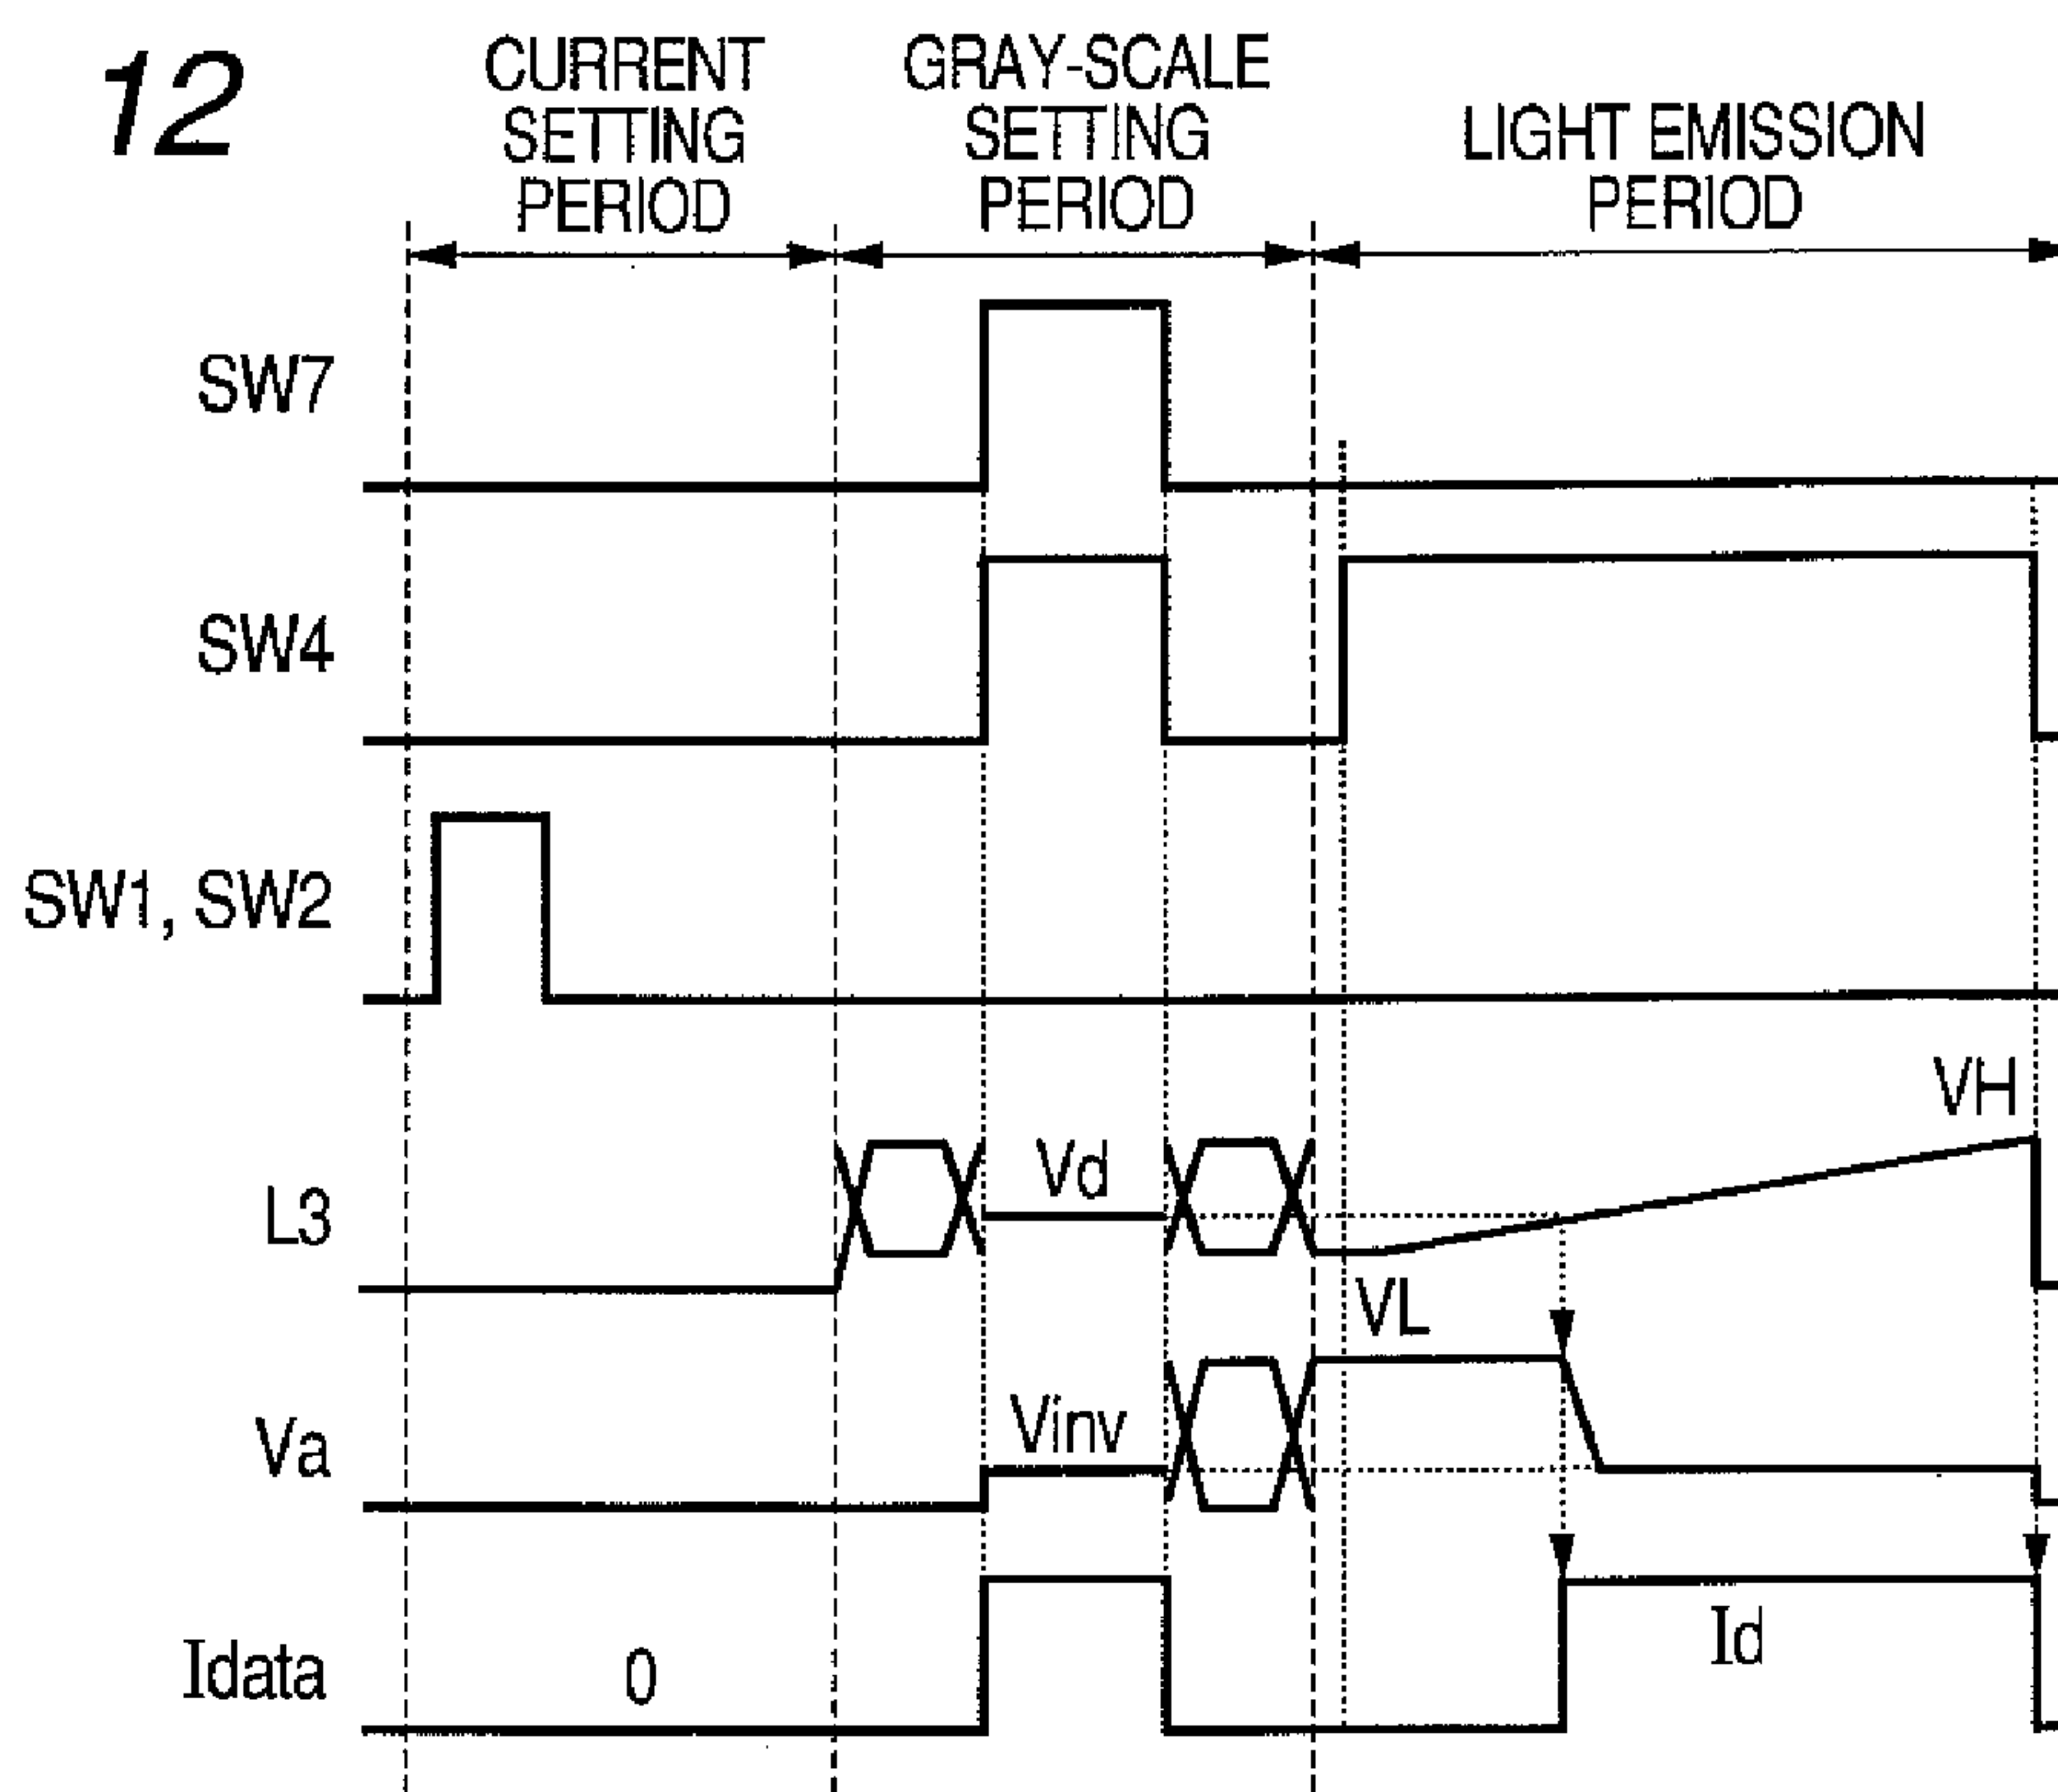 12
CURRENT
SETTING
PERIOD
GRAY-SCALE
SETTING
PERIOD
LIGHT EMISSION
PERIOD
SW7
SW4
SW1, SW2
VH
L3
Vd
VL
Va
Vinv
Idata
0
Id